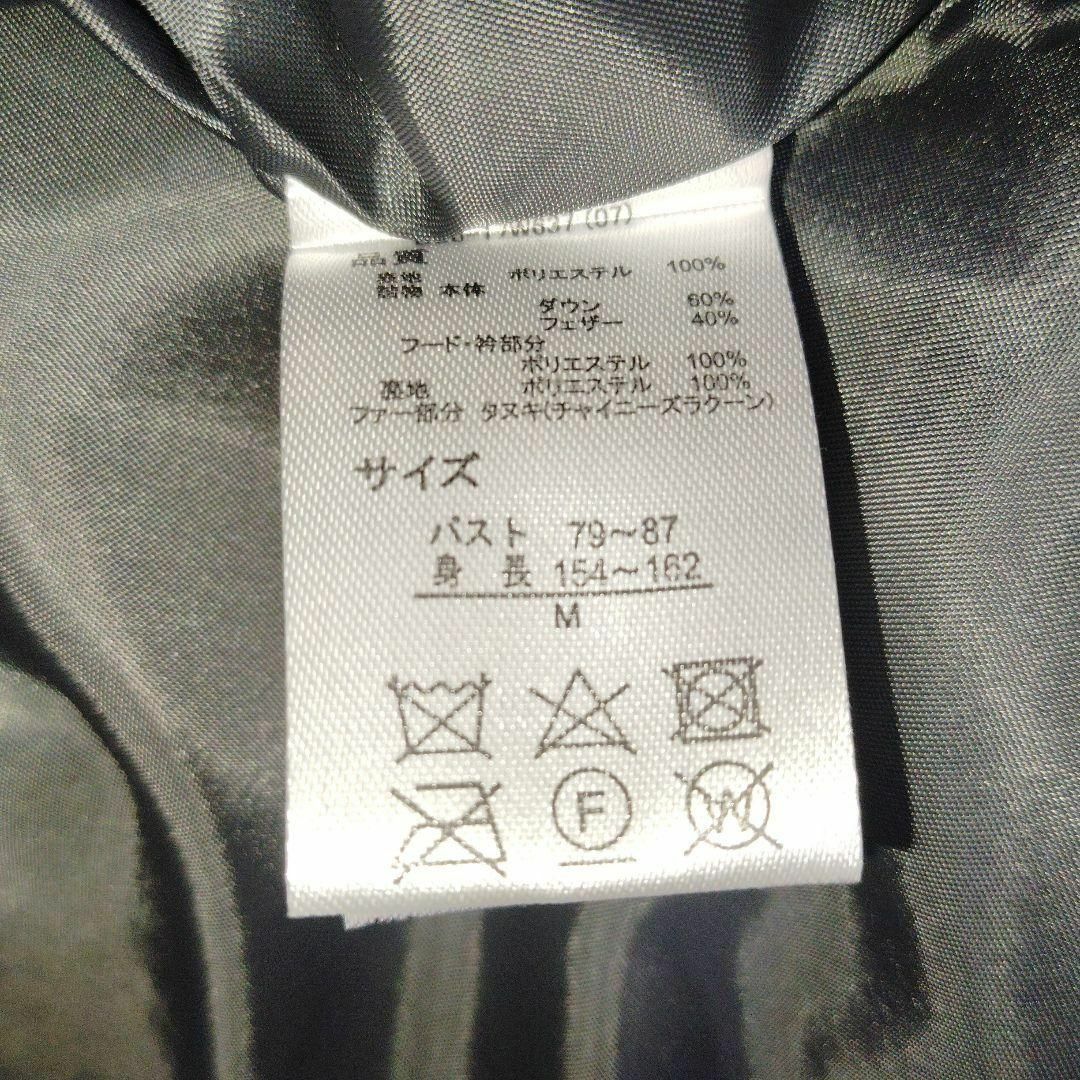 17W637(07)
品質
表地 ポリエステル 100%
詰物 本体
ダウン 60%
フェザー 40%
フード・衿部分
ポリエステル 100%
裏地 ポリエステル 100%
ファー部分 タヌキ(チャイニーズラクーン)
サイズ
バスト 79~87
身長 154~162
M
F
W